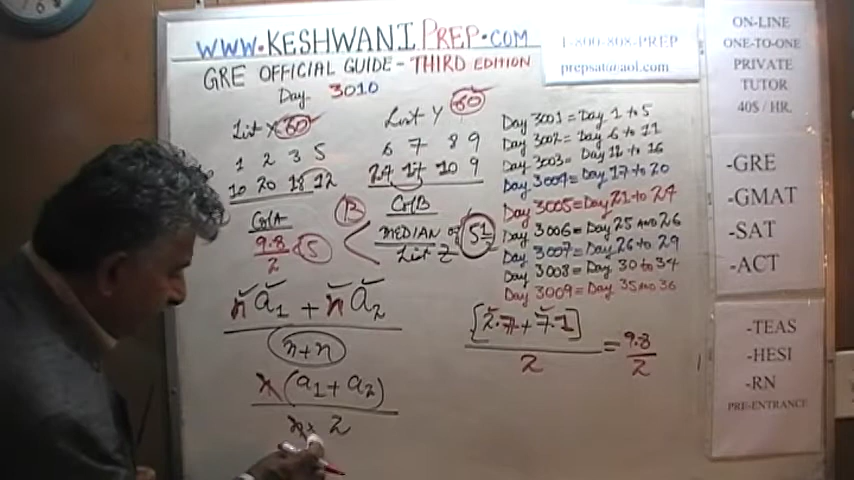 WWW.KESHWANIPREP.COM
1-800-808-PREP
prepsat@aol.com
GRE OFFICIAL GUIDE - THIRD EDITION
Day 3010
List X 60
1 2 3 5
10 20 18 12
List Y 60
6 7 8 9
24 17 10 9
Col A
9.8
2
5
B
Col B
MEDIAN of
List Z
51
Day 3001 = Day 1 to 5
Day 3002 = Day 6 to 11
Day 3003 = Day 12 to 16
Day 3004 = Day 17 to 20
Day 3005 = Day 21 to 24
Day 3006 = Day 25 AND 26
Day 3007 = Day 26 to 29
Day 3008 = Day 30 to 34
Day 3009 = Day 35 AND 36
n a1 + n a2
n+n
n (a1 + a2)
n × 2
[2.7 + 7.1]
2
= 9.8
2
ON-LINE
ONE-TO-ONE
PRIVATE
TUTOR
40$ / HR.
-GRE
-GMAT
-SAT
-ACT
-TEAS
-HESI
-RN
PRE-ENTRANCE